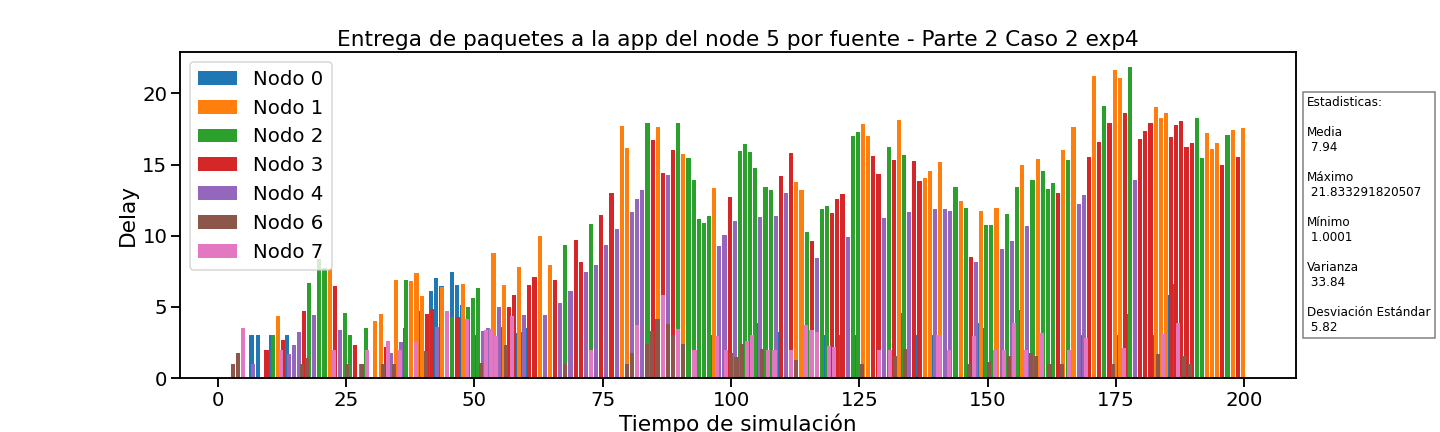 Entrega de paquetes a la app del node 5 por fuente - Parte 2 Caso 2 exp4
Delay
20
15
10
5
0
Nodo 0
Nodo 1
Nodo 2
Nodo 3
Nodo 4
Nodo 6
Nodo 7
0 25 50 75 100 125 150 175 200
Tiempo de simulación
Estadisticas:
Media
7.94
Máximo
21.833291820507
Mínimo
1.0001
Varianza
33.84
Desviación Estándar
5.82